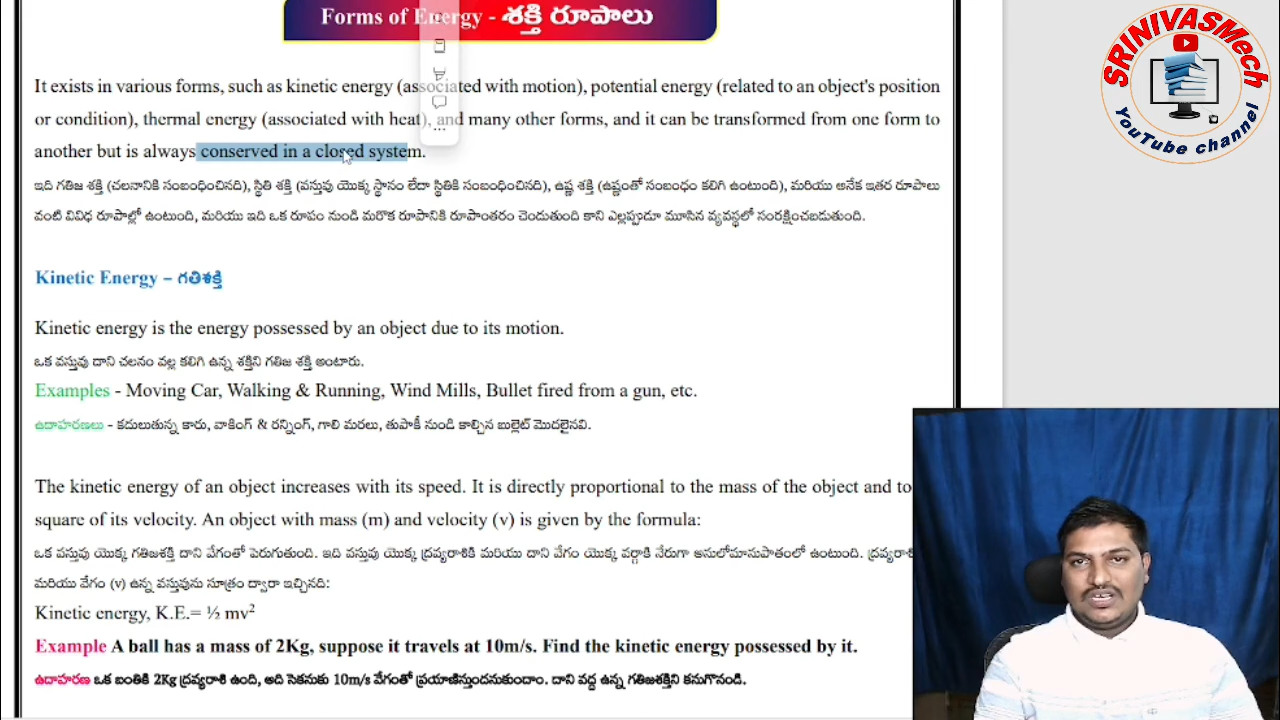 Forms of Energy - శక్తి రూపాలు
SRINIVASMech
YouTube channel
It exists in various forms, such as kinetic energy (associated with motion), potential energy (related to an object's position
or condition), thermal energy (associated with heat), and many other forms, and it can be transformed from one form to
another but is always conserved in a closed system.
ఇది గతిజ శక్తి (చలనానికి సంబంధించినది), స్థితి శక్తి (వస్తువు యొక్క స్థానం లేదా స్థితికి సంబంధించినది), ఉష్ణ శక్తి (ఉష్ణంతో సంబంధం కలిగి ఉంటుంది), మరియు అనేక ఇతర రూపాలు
వంటి వివిధ రూపాల్లో ఉంటుంది, మరియు ఇది ఒక రూపం నుండి మరొక రూపానికి రూపాంతరం చెందుతుంది కాని ఎల్లప్పుడూ మూసిన వ్యవస్థలో సంరక్షించబడుతుంది.
Kinetic Energy – గతిశక్తి
Kinetic energy is the energy possessed by an object due to its motion.
ఒక వస్తువు దాని చలనం వల్ల కలిగి ఉన్న శక్తిని గతిజ శక్తి అంటారు.
Examples - Moving Car, Walking & Running, Wind Mills, Bullet fired from a gun, etc.
ఉదాహరణలు - కదులుతున్న కారు, వాకింగ్ & రన్నింగ్, గాలి మరలు, తుపాకీ నుండి కాల్చిన బుల్లెట్ మొదలైనవి.
The kinetic energy of an object increases with its speed. It is directly proportional to the mass of the object and to
square of its velocity. An object with mass (m) and velocity (v) is given by the formula:
ఒక వస్తువు యొక్క గతిజశక్తి దాని వేగంతో పెరుగుతుంది. ఇది వస్తువు యొక్క ద్రవ్యరాశికి మరియు దాని వేగం యొక్క వర్గాకి నేరుగా అనులోమానుపాతంలో ఉంటుంది. ద్రవ్యరాశి
మరియు వేగం (v) ఉన్న వస్తువును సూత్రం ద్వారా ఇచ్చినది:
Kinetic energy, K.E.= ½ mv²
Example A ball has a mass of 2Kg, suppose it travels at 10m/s. Find the kinetic energy possessed by it.
ఉదాహరణ ఒక బంతికి 2Kg ద్రవ్యరాశి ఉంది, అది సెకనుకు 10m/s వేగంతో ప్రయాణిస్తుందనుకుందాం. దాని వద్ద ఉన్న గతిజశక్తిని కనుగొనండి.